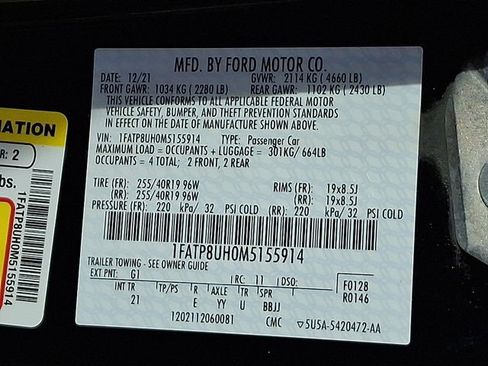 MFD. BY FORD MOTOR CO.
DATE: 12/21 GVWR: 2114 KG ( 4660 LB)
FRONT GAWR: 1034 KG ( 2280 LB) REAR GAWR: 1102 KG ( 2430 LB)
THIS VEHICLE CONFORMS TO ALL APPLICABLE FEDERAL MOTOR
VEHICLE SAFETY, BUMPER, AND THEFT PREVENTION STANDARDS
IN EFFECT ON THE DATE OF MANUFACTURE SHOWN ABOVE.
VIN: 1FATP8UH0M5155914 TYPE: Passenger Car
MAXIMUM LOAD = OCCUPANTS + LUGGAGE = 301KG/ 664LB
OCCUPANTS = 4 TOTAL; 2 FRONT, 2 REAR
TIRE (FR): 255/40R19 96W RIMS (FR): 19x8.5J
(RR): 255/40R19 96W (RR): 19x8.5J
PRESSURE (FR): 220 kPa/ 32 PSI COLD (RR): 220 kPa/ 32 PSI COLD
1FATP8UH0M5155914
TRAILER TOWING - SEE OWNER GUIDE
EXT PNT: G1 RC: 11 DSO: F0128
INT TR TP/PS R AXLE TR SPR R0146
21 E YY U BBJJ
1202112060081 CMC 5U5A-5420472-AA
MATION
R: 2
bs.
1FATP8UH0M5155914